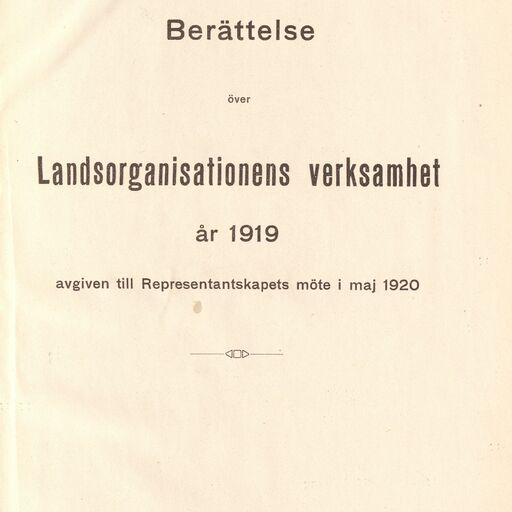 Berättelse
över
Landsorganisationens verksamhet
år 1919
avgiven till Representantskapets möte i maj 1920